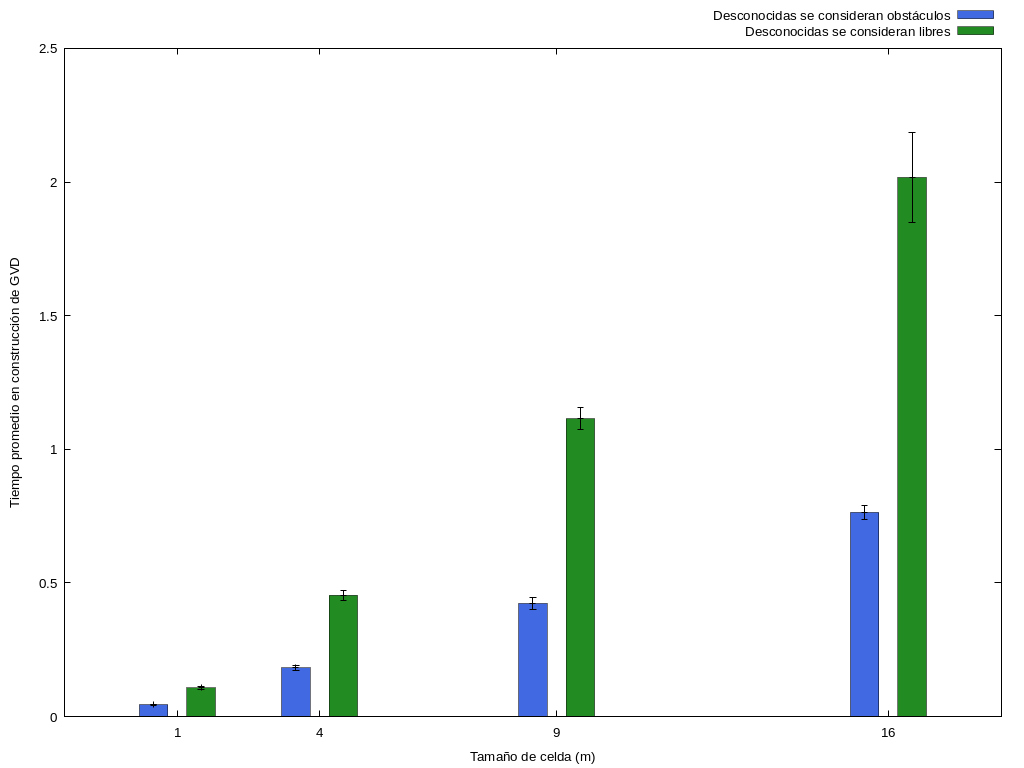 Desconocidas se consideran obstáculos
Desconocidas se consideran libres
2.5
2
1.5
1
0.5
0
Tiempo promedio en construcción de GVD
1 4 9 16
Tamaño de celda (m)